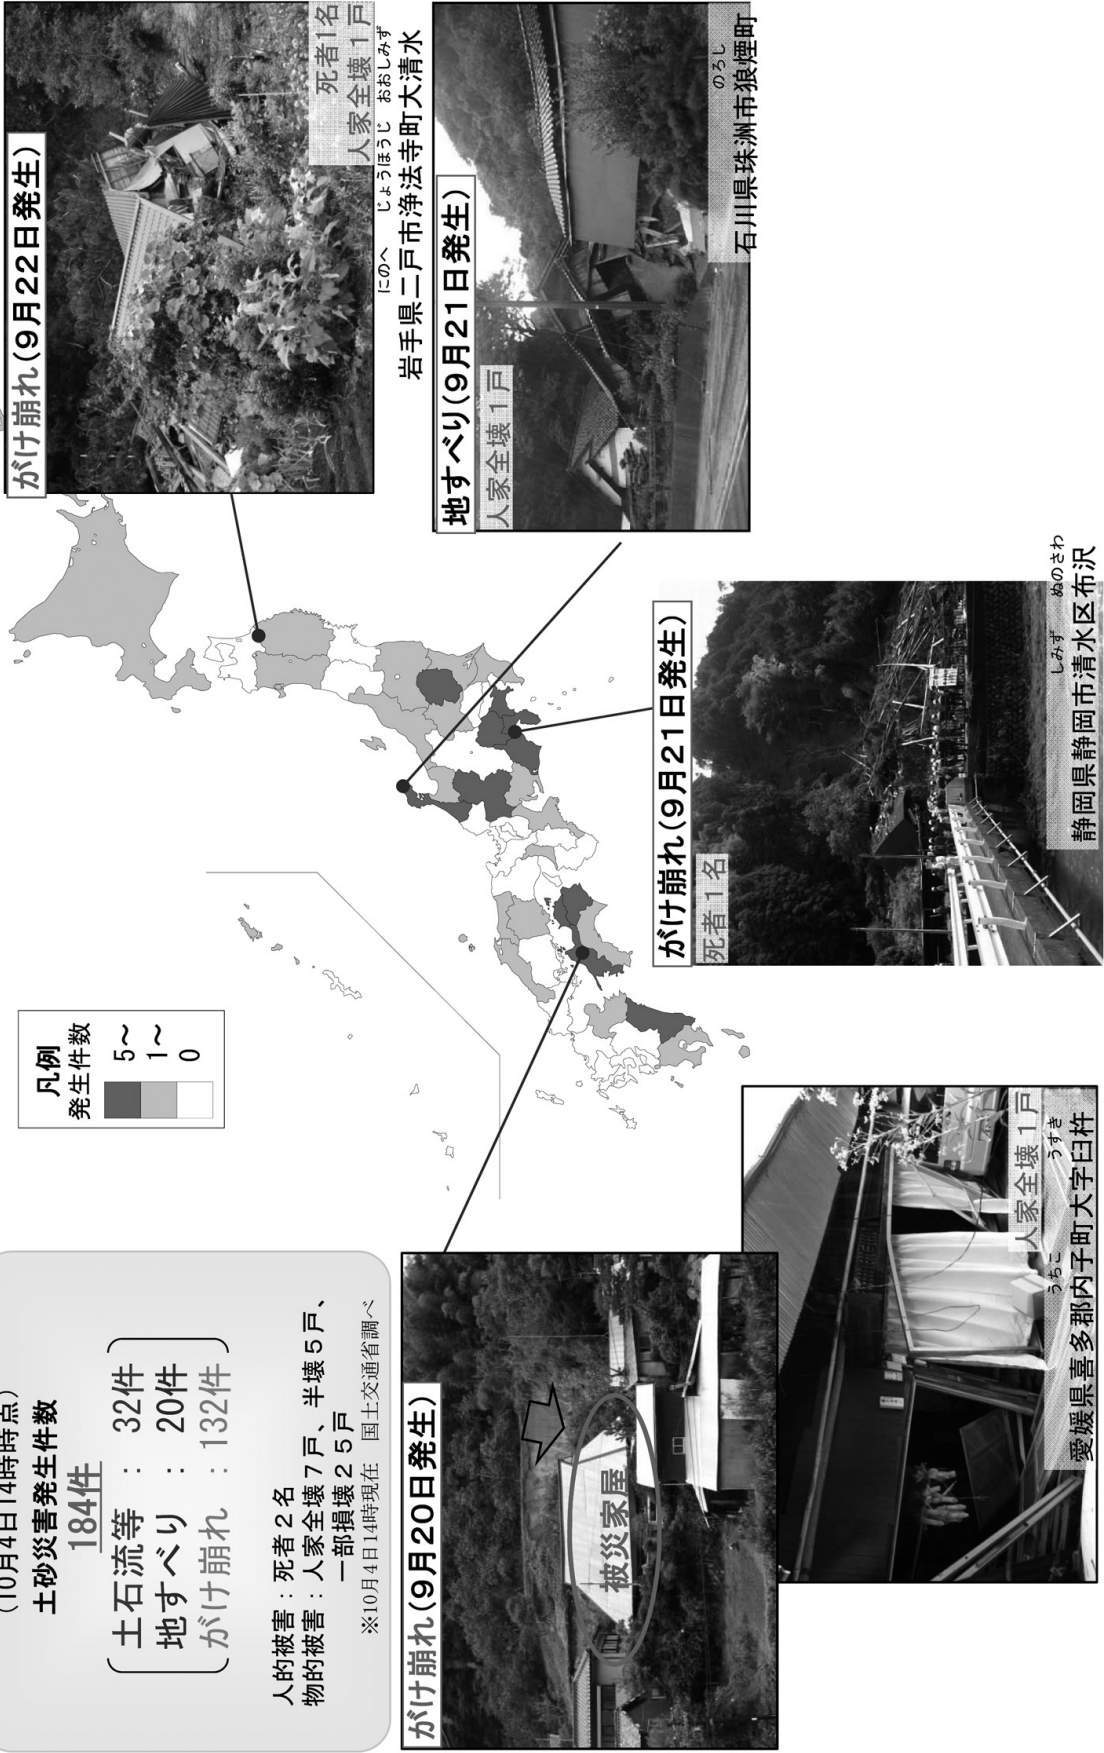 (10月4日14時時点)
土砂災害発生件数
184件
土石流等 : 32件
地すべり : 20件
がけ崩れ : 132件
人的被害：死者２名
物的被害：人家全壊７戸、半壊５戸、
一部損壊２５戸
※10月4日14時現在　国土交通省調べ
凡例
発生件数
5～
1～
0
がけ崩れ(９月２２日発生)
死者1名
人家全壊１戸
にのへ　じょうほうじ　おおしみず
岩手県二戸市浄法寺町大清水
地すべり(９月２１日発生)
人家全壊１戸
のろし
石川県珠洲市狼煙町
がけ崩れ(９月２１日発生)
死者１名
しみず　ぬのさわ
静岡県静岡市清水区布沢
がけ崩れ(９月２０日発生)
被災家屋
人家全壊１戸
うちこ　うすき
愛媛県喜多郡内子町大字臼杵